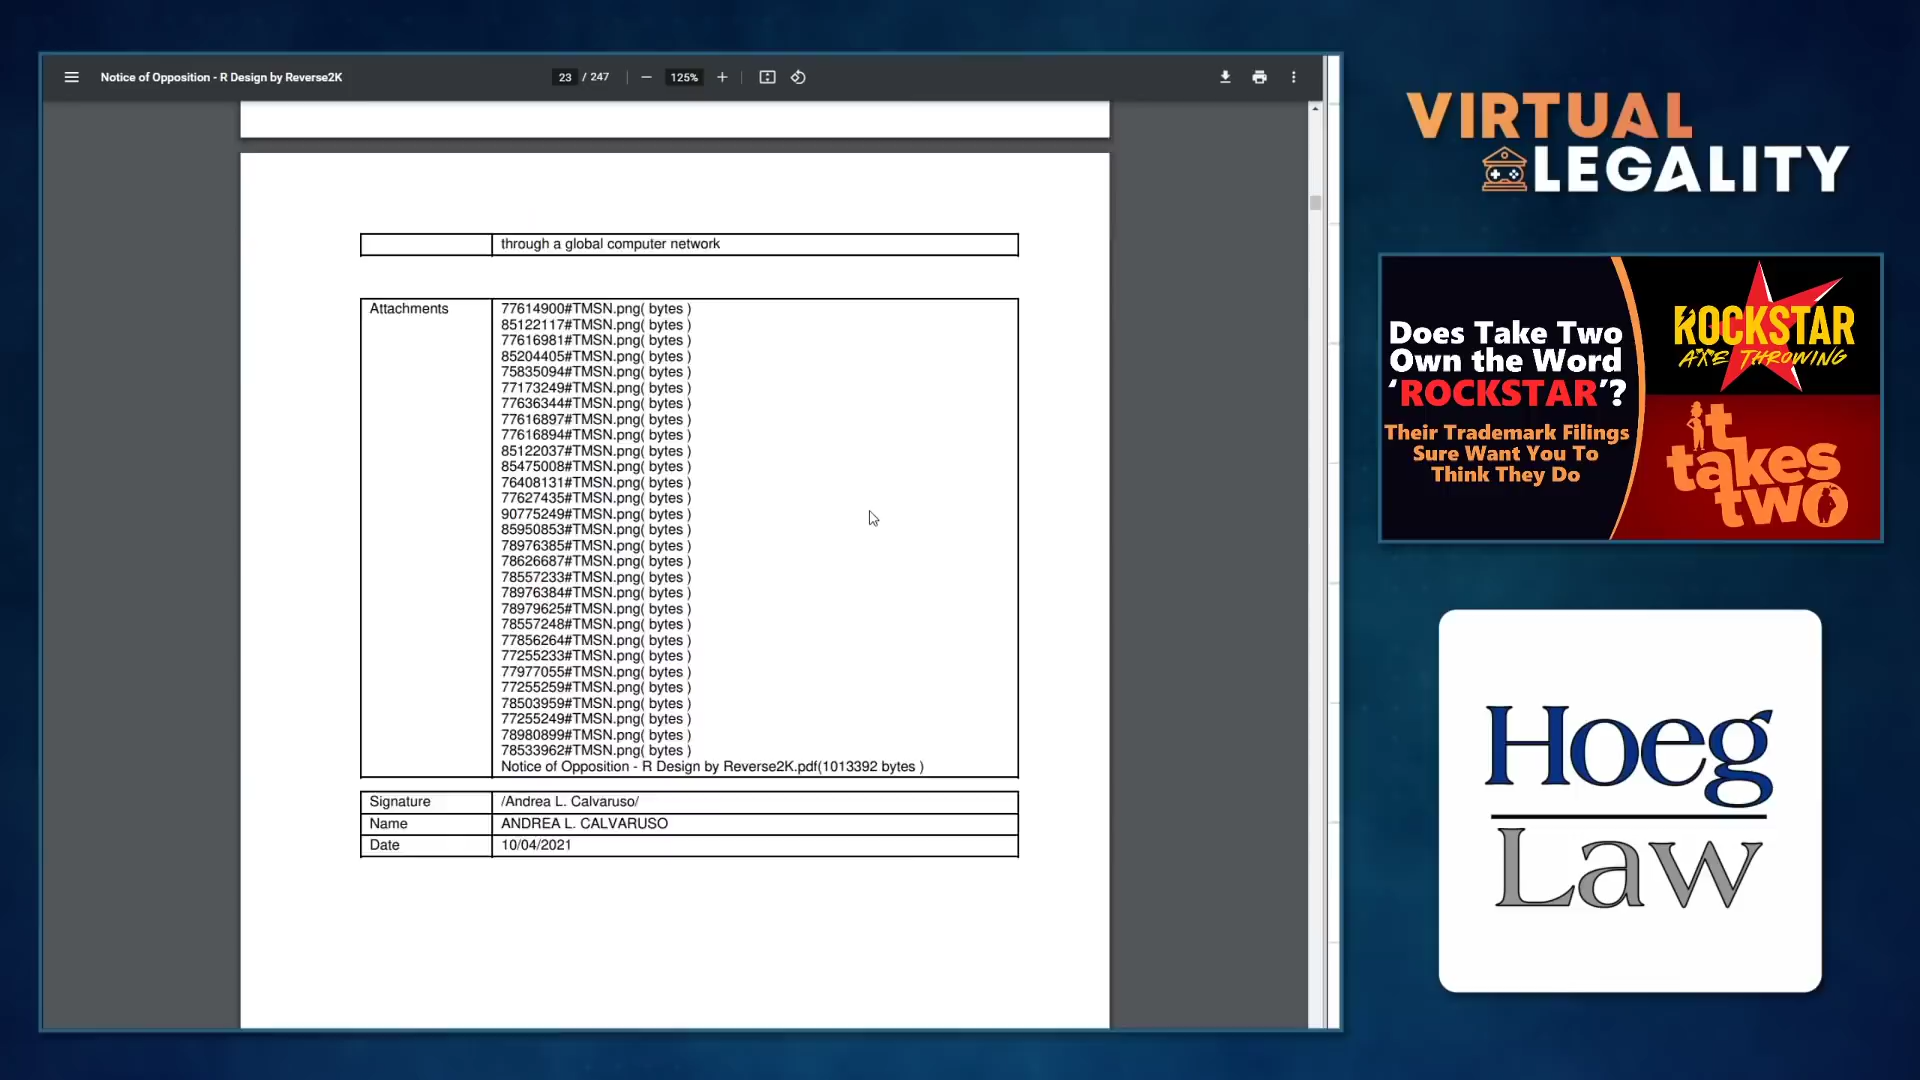 Notice of Opposition - R Design by Reverse2K
23 / 247
125%
through a global computer network
Attachments
77614900#TMSN.png( bytes )
85122117#TMSN.png( bytes )
77616981#TMSN.png( bytes )
85204405#TMSN.png( bytes )
75835094#TMSN.png( bytes )
77173249#TMSN.png( bytes )
77636344#TMSN.png( bytes )
77616897#TMSN.png( bytes )
77616894#TMSN.png( bytes )
85122037#TMSN.png( bytes )
85475008#TMSN.png( bytes )
76408131#TMSN.png( bytes )
77627435#TMSN.png( bytes )
90775249#TMSN.png( bytes )
85950853#TMSN.png( bytes )
78976385#TMSN.png( bytes )
78626687#TMSN.png( bytes )
78557233#TMSN.png( bytes )
78976384#TMSN.png( bytes )
78979625#TMSN.png( bytes )
78557248#TMSN.png( bytes )
77856264#TMSN.png( bytes )
77255233#TMSN.png( bytes )
77977055#TMSN.png( bytes )
77255259#TMSN.png( bytes )
78503959#TMSN.png( bytes )
77255249#TMSN.png( bytes )
78980899#TMSN.png( bytes )
78533962#TMSN.png( bytes )
Notice of Opposition - R Design by Reverse2K.pdf(1013392 bytes )
Signature /Andrea L. Calvaruso/
Name ANDREA L. CALVARUSO
Date 10/04/2021
VIRTUAL
LEGALITY
Does Take Two
Own the Word
‘ROCKSTAR’?
Their Trademark Filings
Sure Want You To
Think They Do
ROCKSTAR
AXE THROWING
it
takes
two
Hoeg
Law